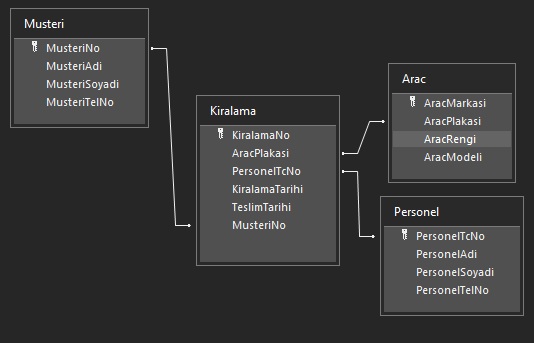 Musteri
MusteriNo
MusteriAdi
MusteriSoyadi
MusteriTelNo
Kiralama
KiralamaNo
AracPlakasi
PersonelTcNo
KiralamaTarihi
TeslimTarihi
MusteriNo
Arac
AracMarkasi
AracPlakasi
AracRengi
AracModeli
Personel
PersonelTcNo
PersonelAdi
PersonelSoyadi
PersonelTelNo